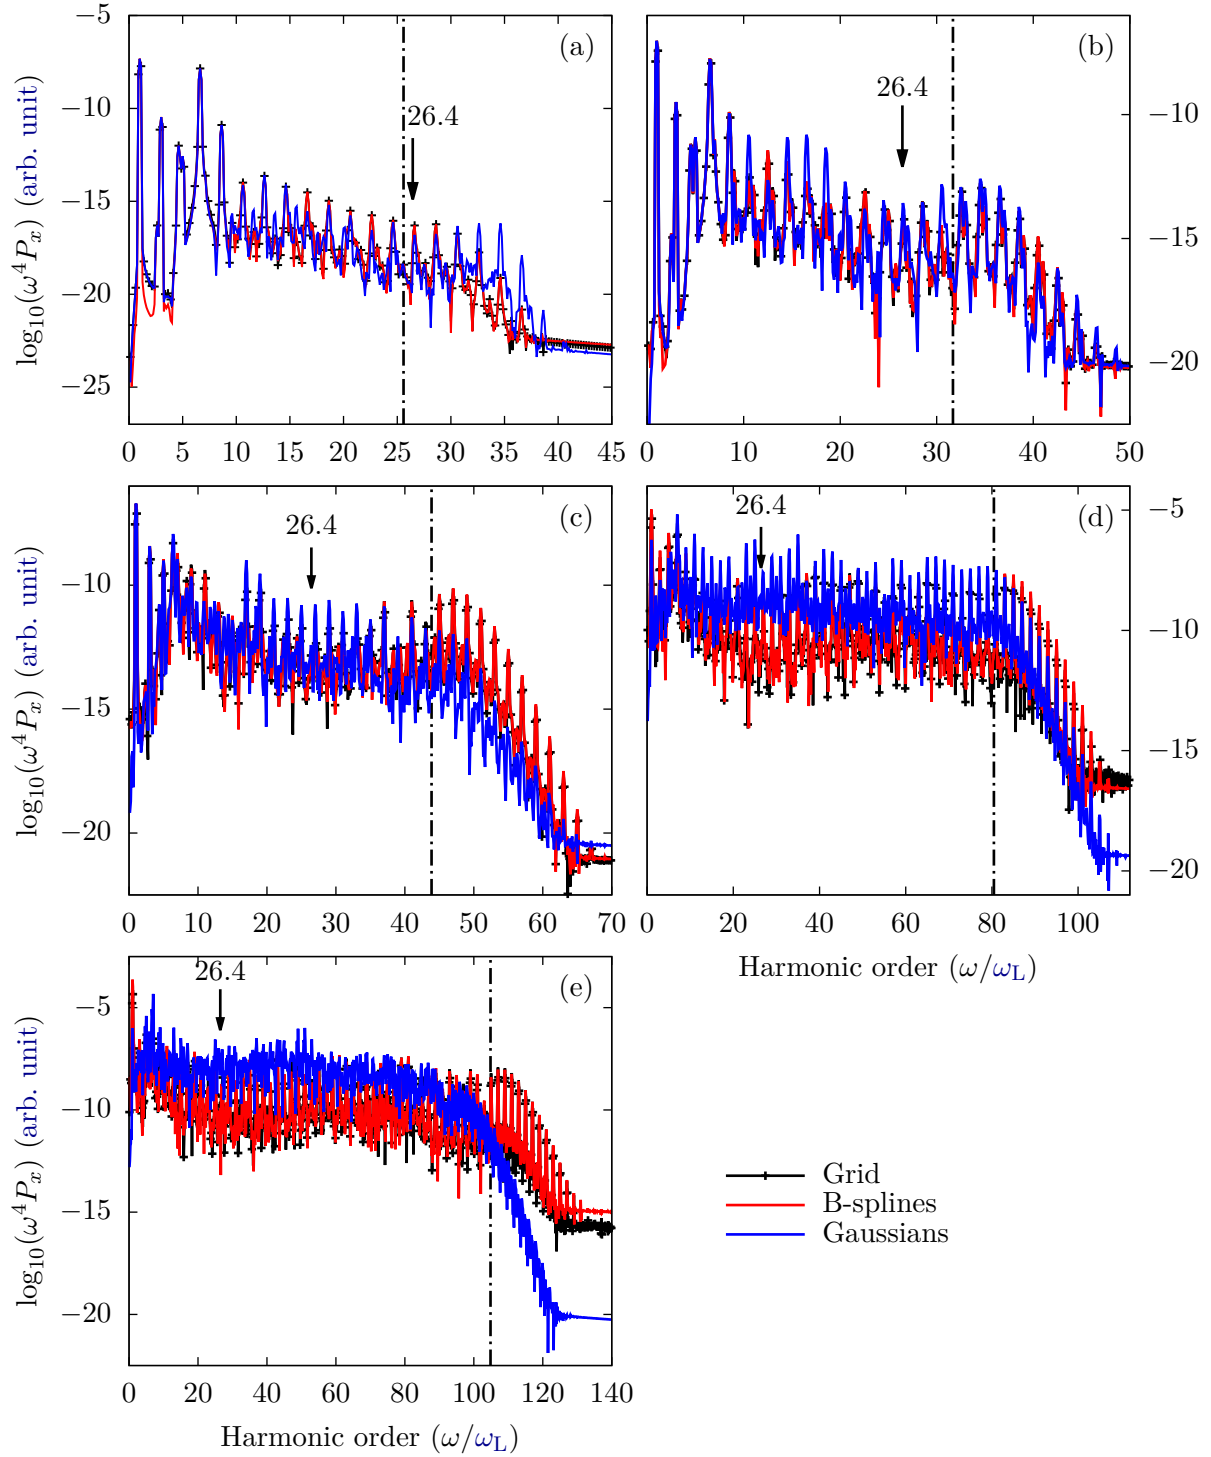 −5
−10
−15
−20
−25
log₁₀(ω⁴Pₓ) (arb. unit)
(a)
26.4
0 5 10 15 20 25 30 35 40 45
(b)
26.4
−10
−15
−20
0 10 20 30 40 50
−10
−15
−20
log₁₀(ω⁴Pₓ) (arb. unit)
(c)
26.4
0 10 20 30 40 50 60 70
(d)
26.4
−5
−10
−15
−20
0 20 40 60 80 100
Harmonic order (ω/ω_L)
−5
−10
−15
−20
log₁₀(ω⁴Pₓ) (arb. unit)
(e)
26.4
0 20 40 60 80 100 120 140
Harmonic order (ω/ω_L)
Grid
B-splines
Gaussians